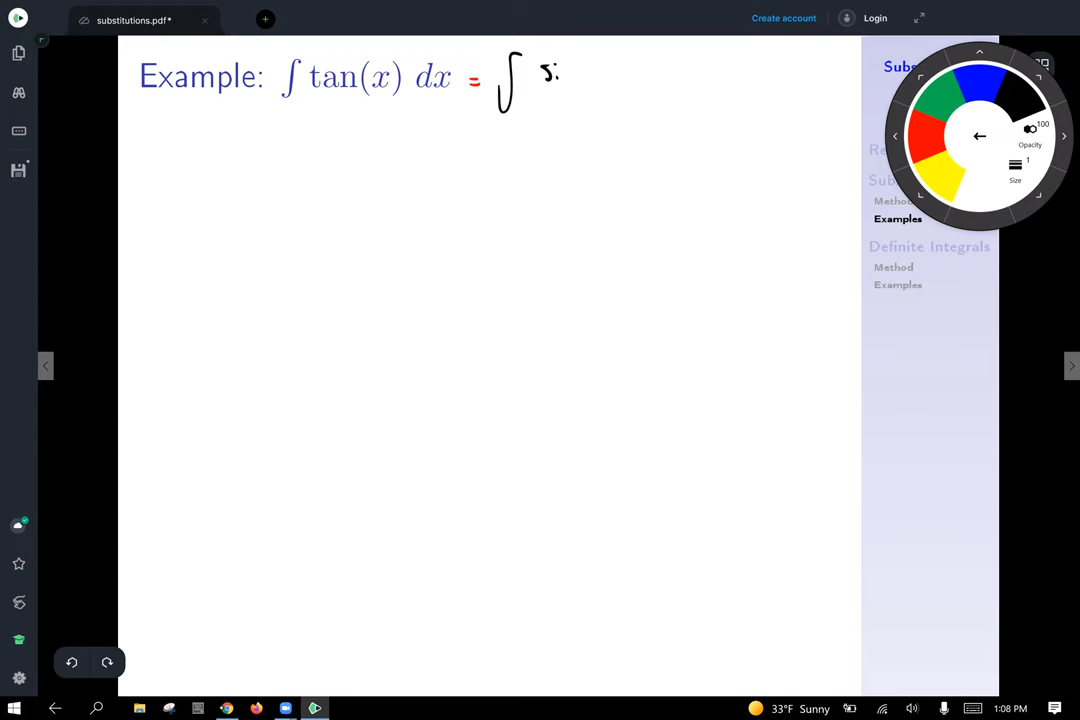 substitutions.pdf*
Create account
Login
Example: ∫ tan(x) dx = ∫ si
100
Opacity
1
Size
Examples
Definite Integrals
Method
Examples
33°F Sunny
1:08 PM